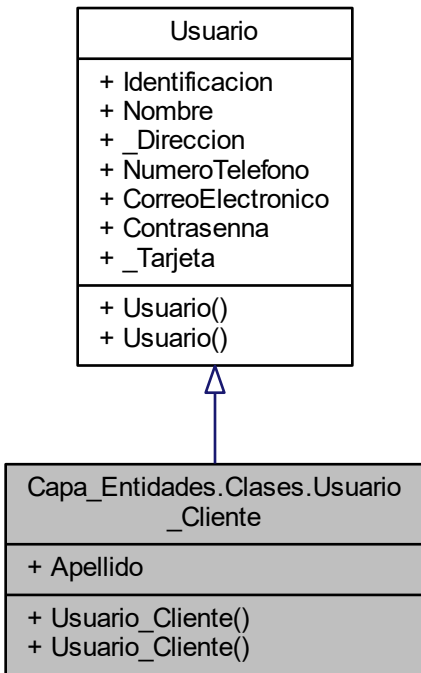 Usuario
+ Identificacion
+ Nombre
+ _Direccion
+ NumeroTelefono
+ CorreoElectronico
+ Contrasenna
+ _Tarjeta
+ Usuario()
+ Usuario()
Capa_Entidades.Clases.Usuario
_Cliente
+ Apellido
+ Usuario_Cliente()
+ Usuario_Cliente()